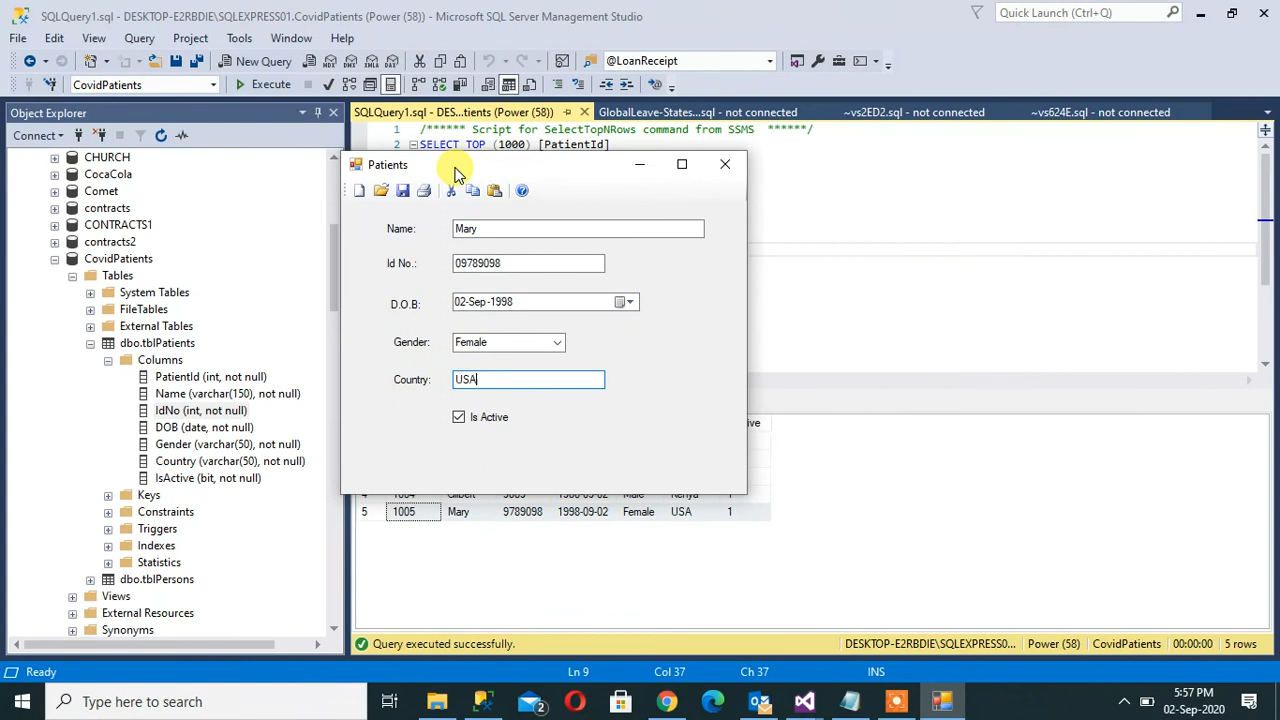 SQLQuery1.sql - DESKTOP-E2RBDIE\SQLEXPRESS01.CovidPatients (Power (58)) - Microsoft SQL Server Management Studio
Quick Launch (Ctrl+Q)
File Edit View Query Project Tools Window Help
New Query
MDX DMX XMLA DAX
@LoanReceipt
CovidPatients
Execute
Object Explorer
SQLQuery1.sql - DES...tients (Power (58))
GlobalLeave-States...sql - not connected
~vs2ED2.sql - not connected
~vs624E.sql - not connected
Connect
1 /****** Script for SelectTopNRows command from SSMS ******/
2 SELECT TOP (1000) [PatientId]
CHURCH
CocaCola
Comet
contracts
CONTRACTS1
contracts2
CovidPatients
Tables
System Tables
FileTables
External Tables
dbo.tblPatients
Columns
PatientId (int, not null)
Name (varchar(150), not null)
IdNo (int, not null)
DOB (date, not null)
Gender (varchar(50), not null)
Country (varchar(50), not null)
IsActive (bit, not null)
Keys
Constraints
Triggers
Indexes
Statistics
dbo.tblPersons
Views
External Resources
Synonyms
Patients
Name: Mary
Id No.: 09789098
D.O.B: 02-Sep-1998
Gender: Female
Country: USA
Is Active
ive
5 1005 Mary 9789098 1998-09-02 Female USA 1
Query executed successfully.
DESKTOP-E2RBDIE\SQLEXPRESS0... Power (58) CovidPatients 00:00:00 5 rows
Ready
Ln 9 Col 37 Ch 37 INS
Type here to search
2
5:57 PM
02-Sep-2020